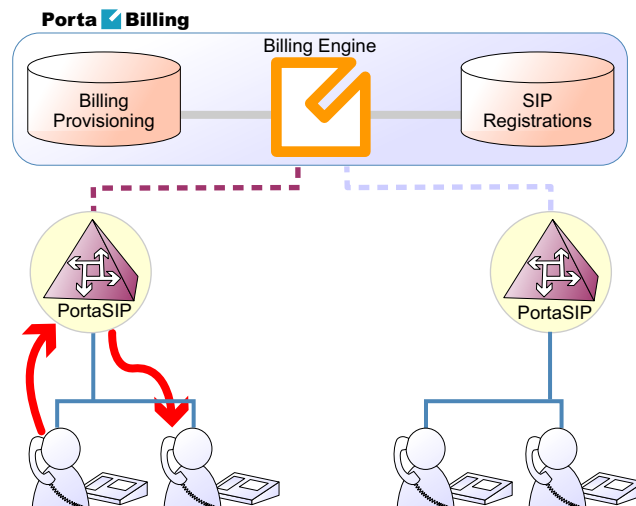 Porta Billing
Billing Engine
Billing
Provisioning
SIP
Registrations
PortaSIP
PortaSIP